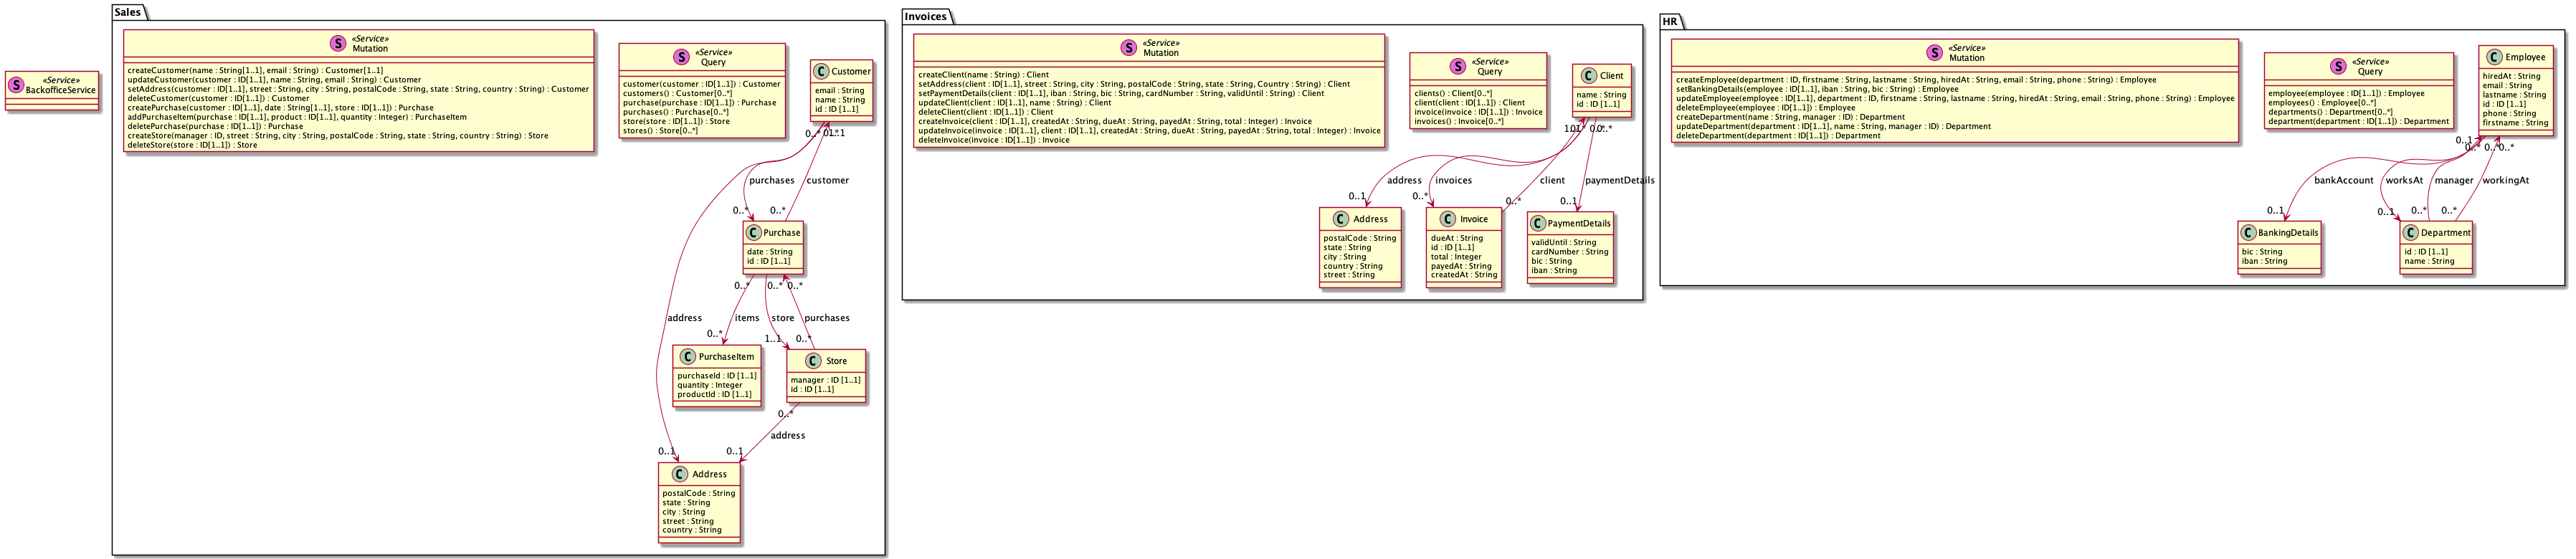 «Service»
BackofficeService
Sales
«Service»
Mutation
createCustomer(name : String[1..1], email : String) : Customer[1..1]
updateCustomer(customer : ID[1..1], name : String, email : String) : Customer
setAddress(customer : ID[1..1], street : String, city : String, postalCode : String, state : String, country : String) : Customer
deleteCustomer(customer : ID[1..1]) : Customer
createPurchase(customer : ID[1..1], date : String[1..1], store : ID[1..1]) : Purchase
addPurchaseItem(purchase : ID[1..1], product : ID[1..1], quantity : Integer) : PurchaseItem
deletePurchase(purchase : ID[1..1]) : Purchase
createStore(manager : ID, street : String, city : String, postalCode : String, state : String, country : String) : Store
deleteStore(store : ID[1..1]) : Store
«Service»
Query
customer(customer : ID[1..1]) : Customer
customers() : Customer[0..*]
purchase(purchase : ID[1..1]) : Purchase
purchases() : Purchase[0..*]
store(store : ID[1..1]) : Store
stores() : Store[0..*]
Customer
email : String
name : String
id : ID [1..1]
purchases
customer
0..*
0..*
Purchase
date : String
id : ID [1..1]
0..*
0..*
0..*
address
items
store
purchases
0..*
1..1
0..*
PurchaseItem
purchaseId : ID [1..1]
quantity : Integer
productId : ID [1..1]
Store
manager : ID [1..1]
id : ID [1..1]
0..*
address
0..1
0..1
Address
postalCode : String
state : String
city : String
street : String
country : String
Invoices
«Service»
Mutation
createClient(name : String) : Client
setAddress(client : ID[1..1], street : String, city : String, postalCode : String, state : String, Country : String) : Client
setPaymentDetails(client : ID[1..1], iban : String, bic : String, cardNumber : String, validUntil : String) : Client
updateClient(client : ID[1..1], name : String) : Client
deleteClient(client : ID[1..1]) : Client
createInvoice(client : ID[1..1], createdAt : String, dueAt : String, payedAt : String, total : Integer) : Invoice
updateInvoice(invoice : ID[1..1], client : ID[1..1], createdAt : String, dueAt : String, payedAt : String, total : Integer) : Invoice
deleteInvoice(invoice : ID[1..1]) : Invoice
«Service»
Query
clients() : Client[0..*]
client(client : ID[1..1]) : Client
invoice(invoice : ID[1..1]) : Invoice
invoices() : Invoice[0..*]
Client
name : String
id : ID [1..1]
address
invoices
client
paymentDetails
0..1
0..*
0..*
0..1
Address
postalCode : String
state : String
city : String
country : String
street : String
Invoice
dueAt : String
id : ID [1..1]
total : Integer
payedAt : String
createdAt : String
PaymentDetails
validUntil : String
cardNumber : String
bic : String
iban : String
HR
«Service»
Mutation
createEmployee(department : ID, firstname : String, lastname : String, hiredAt : String, email : String, phone : String) : Employee
setBankingDetails(employee : ID[1..1], iban : String, bic : String) : Employee
updateEmployee(employee : ID[1..1], department : ID, firstname : String, lastname : String, hiredAt : String, email : String, phone : String) : Employee
deleteEmployee(employee : ID[1..1]) : Employee
createDepartment(name : String, manager : ID) : Department
updateDepartment(department : ID[1..1], name : String, manager : ID) : Department
deleteDepartment(department : ID[1..1]) : Department
«Service»
Query
employee(employee : ID[1..1]) : Employee
employees() : Employee[0..*]
departments() : Department[0..*]
department(department : ID[1..1]) : Department
Employee
hiredAt : String
email : String
lastname : String
id : ID [1..1]
phone : String
firstname : String
bankAccount
worksAt
manager
workingAt
0..1
0..1
0..*
0..*
BankingDetails
bic : String
iban : String
Department
id : ID [1..1]
name : String